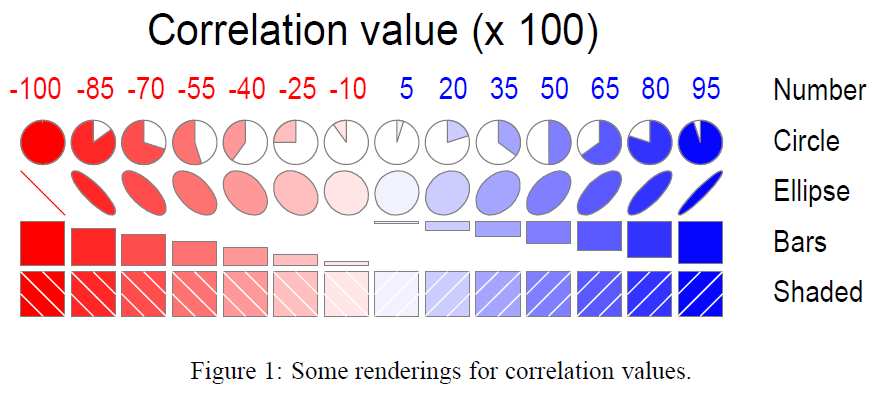 Correlation value (x 100)
-100 -85 -70 -55 -40 -25 -10 5 20 35 50 65 80 95 Number
Circle
Ellipse
Bars
Shaded
Figure 1: Some renderings for correlation values.